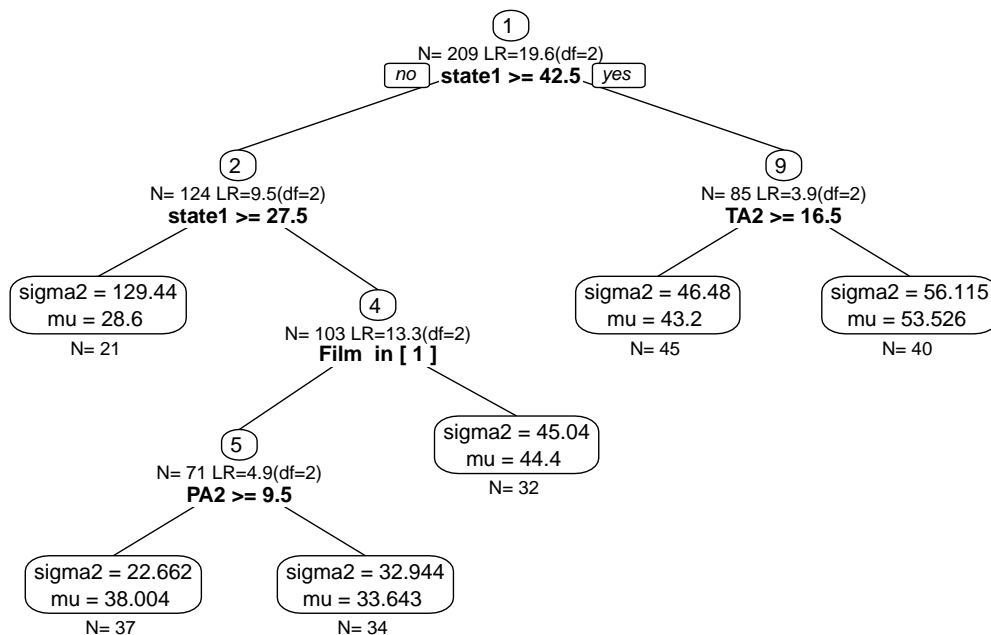 1
N= 209 LR=19.6(df=2)
no state1 >= 42.5 yes
2
N= 124 LR=9.5(df=2)
state1 >= 27.5
9
N= 85 LR=3.9(df=2)
TA2 >= 16.5
sigma2 = 129.44
mu = 28.6
N= 21
4
N= 103 LR=13.3(df=2)
Film in [ 1 ]
sigma2 = 46.48
mu = 43.2
N= 45
sigma2 = 56.115
mu = 53.526
N= 40
5
N= 71 LR=4.9(df=2)
PA2 >= 9.5
sigma2 = 45.04
mu = 44.4
N= 32
sigma2 = 22.662
mu = 38.004
N= 37
sigma2 = 32.944
mu = 33.643
N= 34